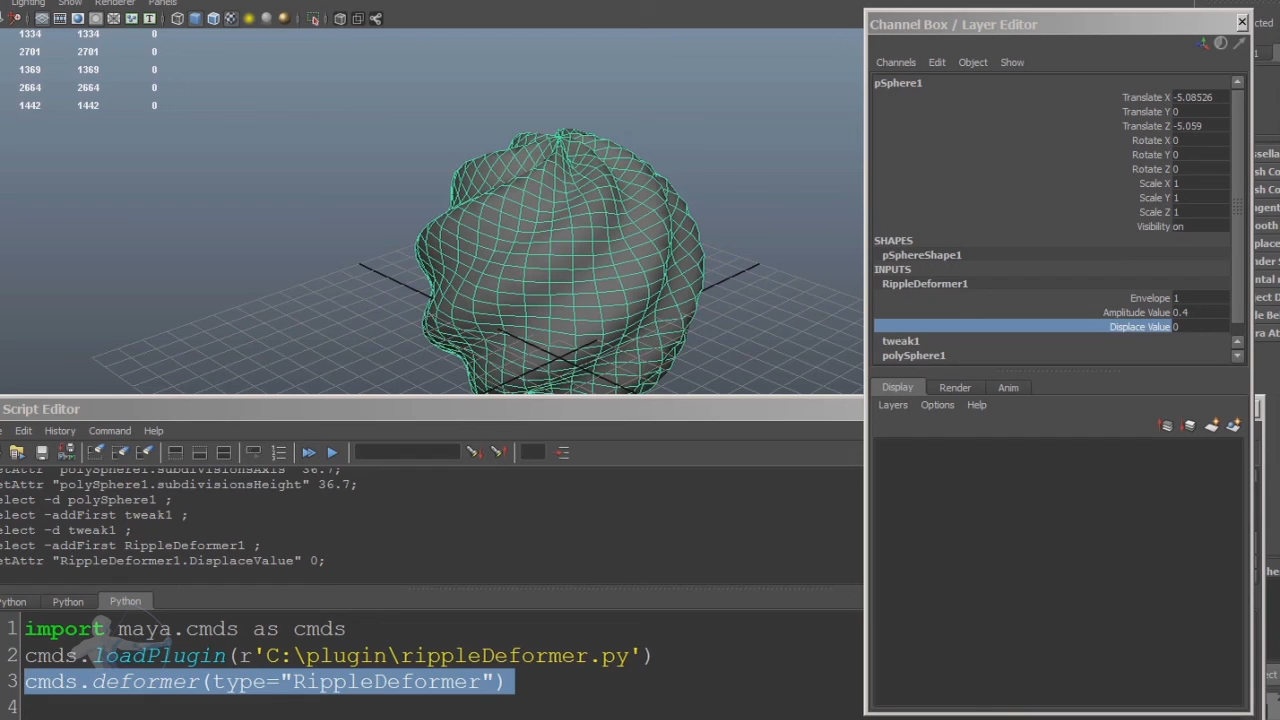 Lighting Show Renderer Panels
1334 1334 0
2701 2701 0
1369 1369 0
2664 2664 0
1442 1442 0
Channel Box / Layer Editor
Channels Edit Object Show
pSphere1
Translate X -5.08526
Translate Y 0
Translate Z -5.059
Rotate X 0
Rotate Y 0
Rotate Z 0
Scale X 1
Scale Y 1
Scale Z 1
Visibility on
SHAPES
pSphereShape1
INPUTS
RippleDeformer1
Envelope 1
Amplitude Value 0.4
Displace Value 0
tweak1
polySphere1
Display Render Anim
Layers Options Help
Script Editor
Edit History Command Help
etAttr "polySphere1.subdivisionsAxis" 36.7;
etAttr "polySphere1.subdivisionsHeight" 36.7;
elect -d polySphere1 ;
elect -addFirst tweak1 ;
elect -d tweak1 ;
elect -addFirst RippleDeformer1 ;
etAttr "RippleDeformer1.DisplaceValue" 0;
ython Python Python
1 import maya.cmds as cmds
2 cmds.loadPlugin(r'C:\plugin\rippleDeformer.py')
3 cmds.deformer(type="RippleDeformer")
4